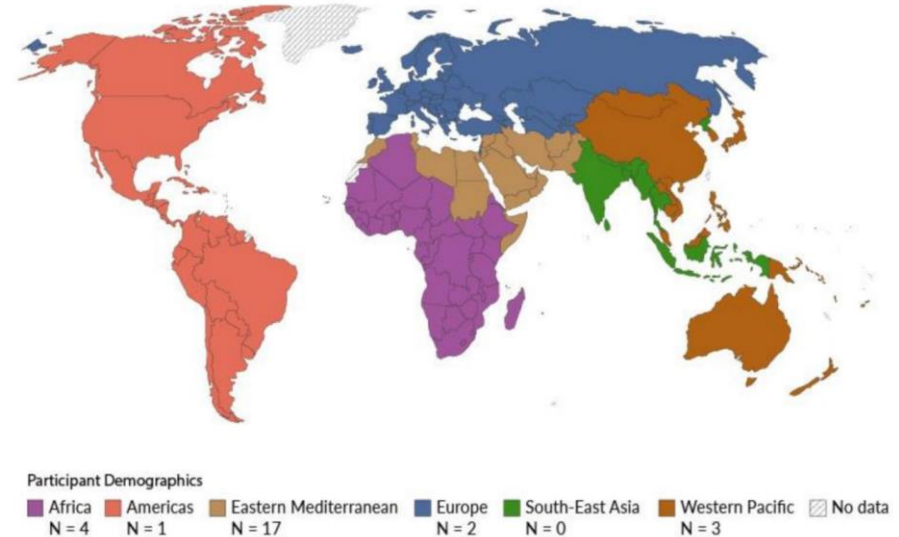 Participant Demographics
Africa Americas Eastern Mediterranean Europe South-East Asia Western Pacific No data
N = 4 N = 1 N = 17 N = 2 N = 0 N = 3